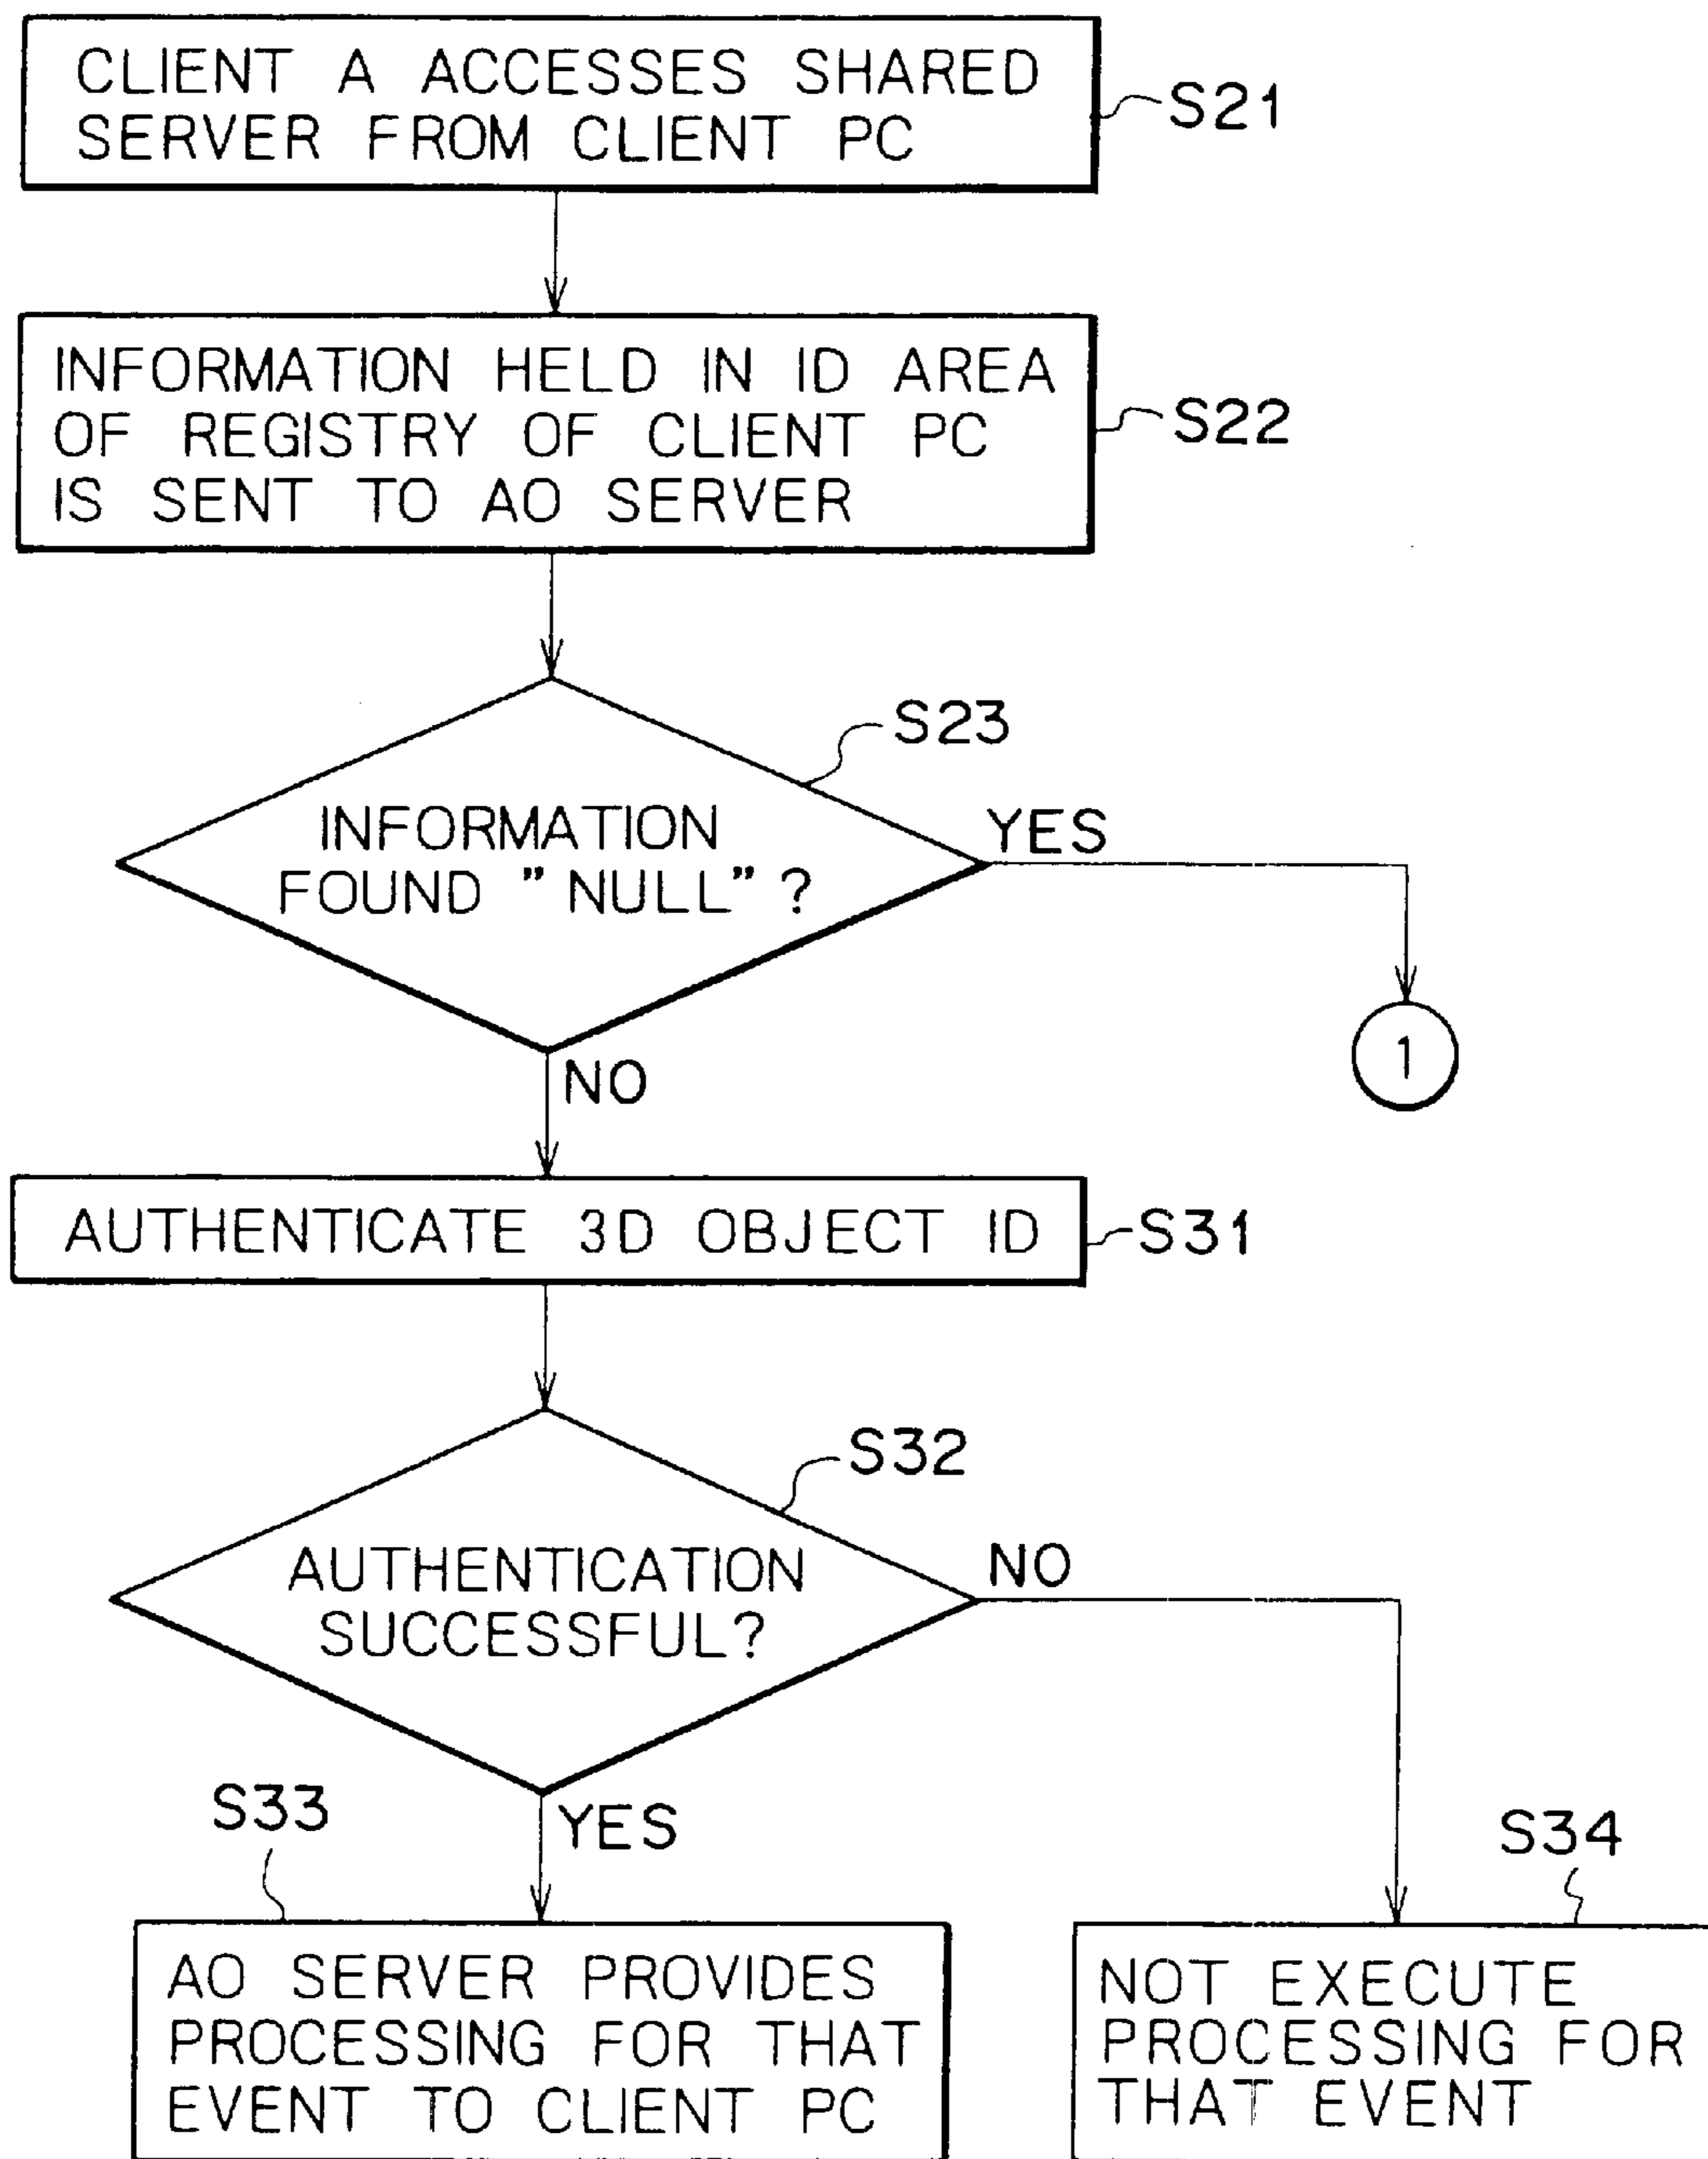 CLIENT A ACCESSES SHARED
SERVER FROM CLIENT PC
S21
INFORMATION HELD IN ID AREA
OF REGISTRY OF CLIENT PC
IS SENT TO AO SERVER
S22
S23
INFORMATION
FOUND " NULL" ?
YES
1
NO
AUTHENTICATE 3D OBJECT ID
S31
S32
AUTHENTICATION
SUCCESSFUL?
NO
YES
S33
S34
AO SERVER PROVIDES
PROCESSING FOR THAT
EVENT TO CLIENT PC
NOT EXECUTE
PROCESSING FOR
THAT EVENT